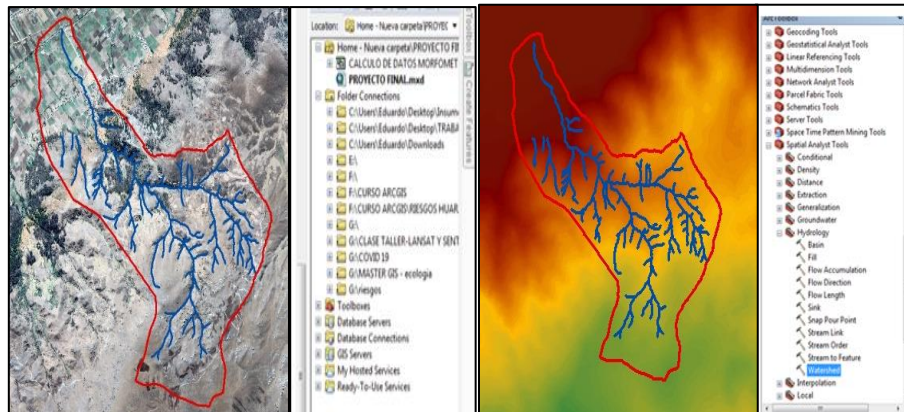 Location: Home - Nueva carpeta\PROYEC
Home - Nueva carpeta\PROYECTO FI
CALCULO DE DATOS MORFOMET
PROYECTO FINAL.mxd
Folder Connections
C:\Users\Eduardo\Desktop\Insum
C:\Users\Eduardo\Desktop\TRABA
C:\Users\Eduardo\Downloads
E:\
F:\
F:\CURSO ARCGIS
F:\CURSO ARCGIS\RIESGOS HUAR
G:\
G:\CLASE TALLER-LANSAT Y SENT
G:\COVID 19
G:\MASTER GIS - ecologia
G:\riesgos
Toolboxes
Database Servers
Database Connections
GIS Servers
My Hosted Services
Ready-To-Use Services
Toolbox
Create Features
ArcToolbox
Geocoding Tools
Geostatistical Analyst Tools
Linear Referencing Tools
Multidimension Tools
Network Analyst Tools
Parcel Fabric Tools
Schematics Tools
Server Tools
Space Time Pattern Mining Tools
Spatial Analyst Tools
Conditional
Density
Distance
Extraction
Generalization
Groundwater
Hydrology
Basin
Fill
Flow Accumulation
Flow Direction
Flow Length
Sink
Snap Pour Point
Stream Link
Stream Order
Stream to Feature
Watershed
Interpolation
Local